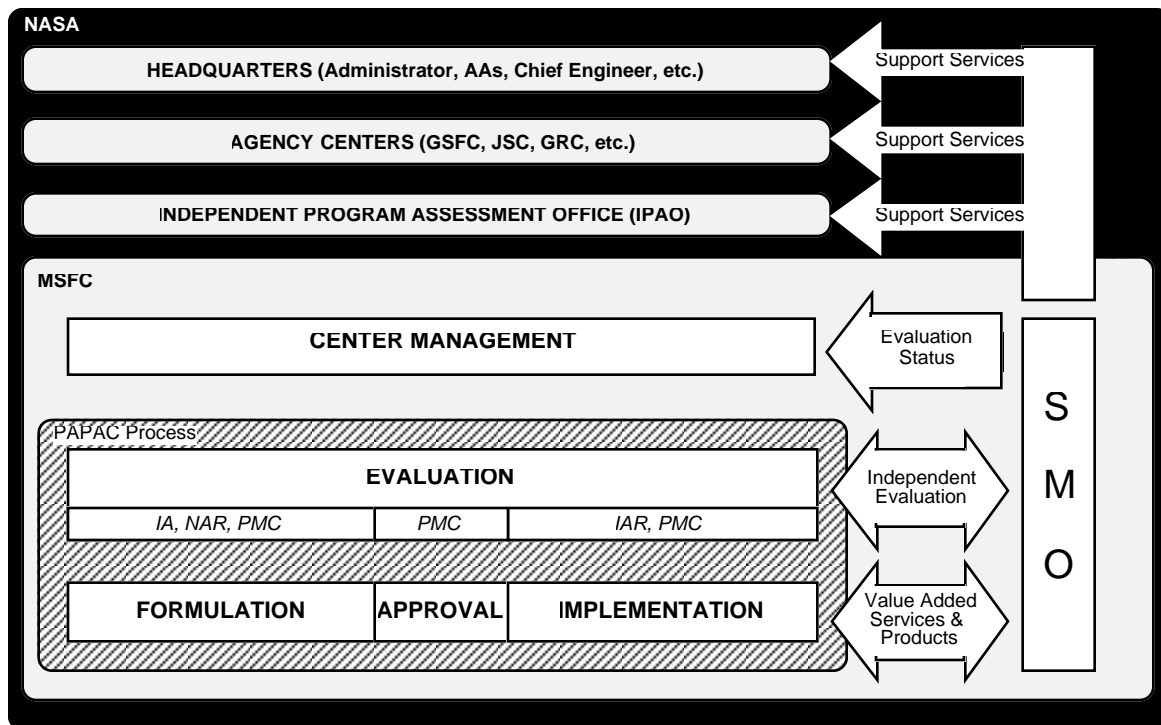 NASA
HEADQUARTERS (Administrator, AAs, Chief Engineer, etc.)
Support Services
AGENCY CENTERS (GSFC, JSC, GRC, etc.)
Support Services
INDEPENDENT PROGRAM ASSESSMENT OFFICE (IPAO)
Support Services
MSFC
CENTER MANAGEMENT
Evaluation
Status
PAPAC Process
EVALUATION
IA, NAR, PMC
PMC
IAR, PMC
Independent
Evaluation
FORMULATION
APPROVAL
IMPLEMENTATION
Value Added
Services &
Products
S
M
O